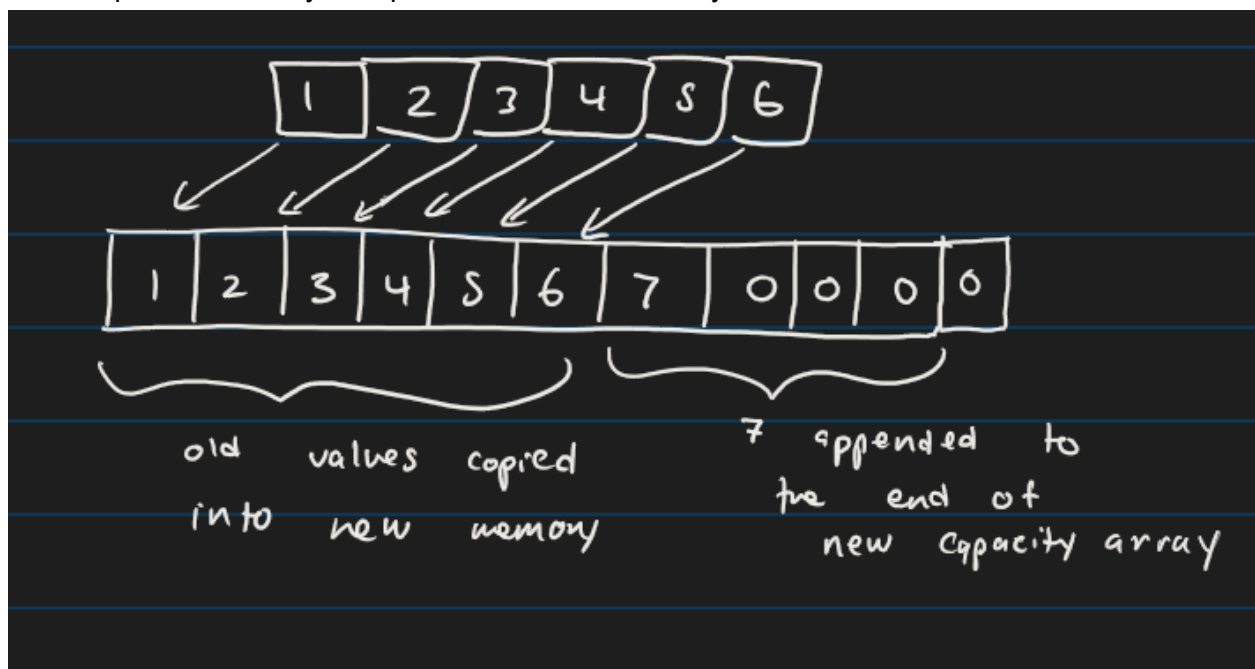 1 2 3 4 5 6
1 2 3 4 5 6 7 0 0 0 0
old values copied
into new memory
7 appended to
the end of
new capacity array